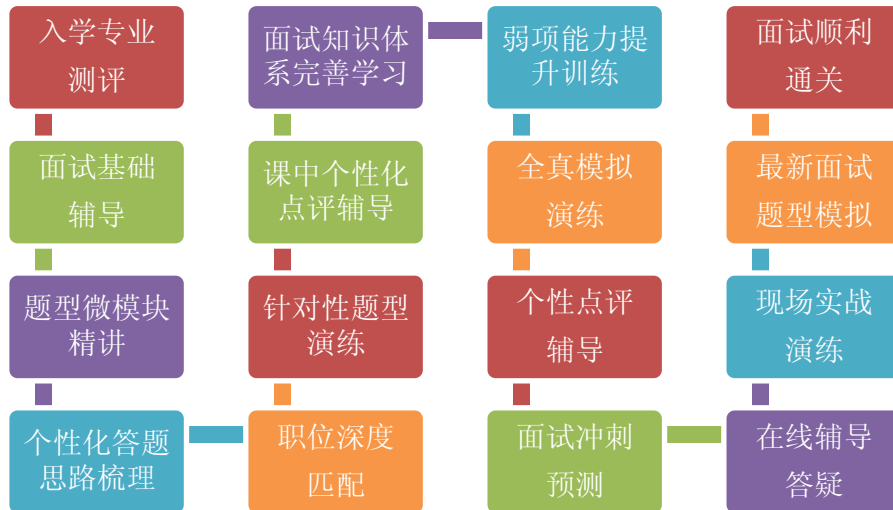 入学专业
测评
面试基础
辅导
题型微模块
精讲
个性化答题
思路梳理
职位深度
匹配
针对性题型
演练
课中个性化
点评辅导
面试知识体
系完善学习
弱项能力提
升训练
全真模拟
演练
个性点评
辅导
面试冲刺
预测
在线辅导
答疑
现场实战
演练
最新面试
题型模拟
面试顺利
通关